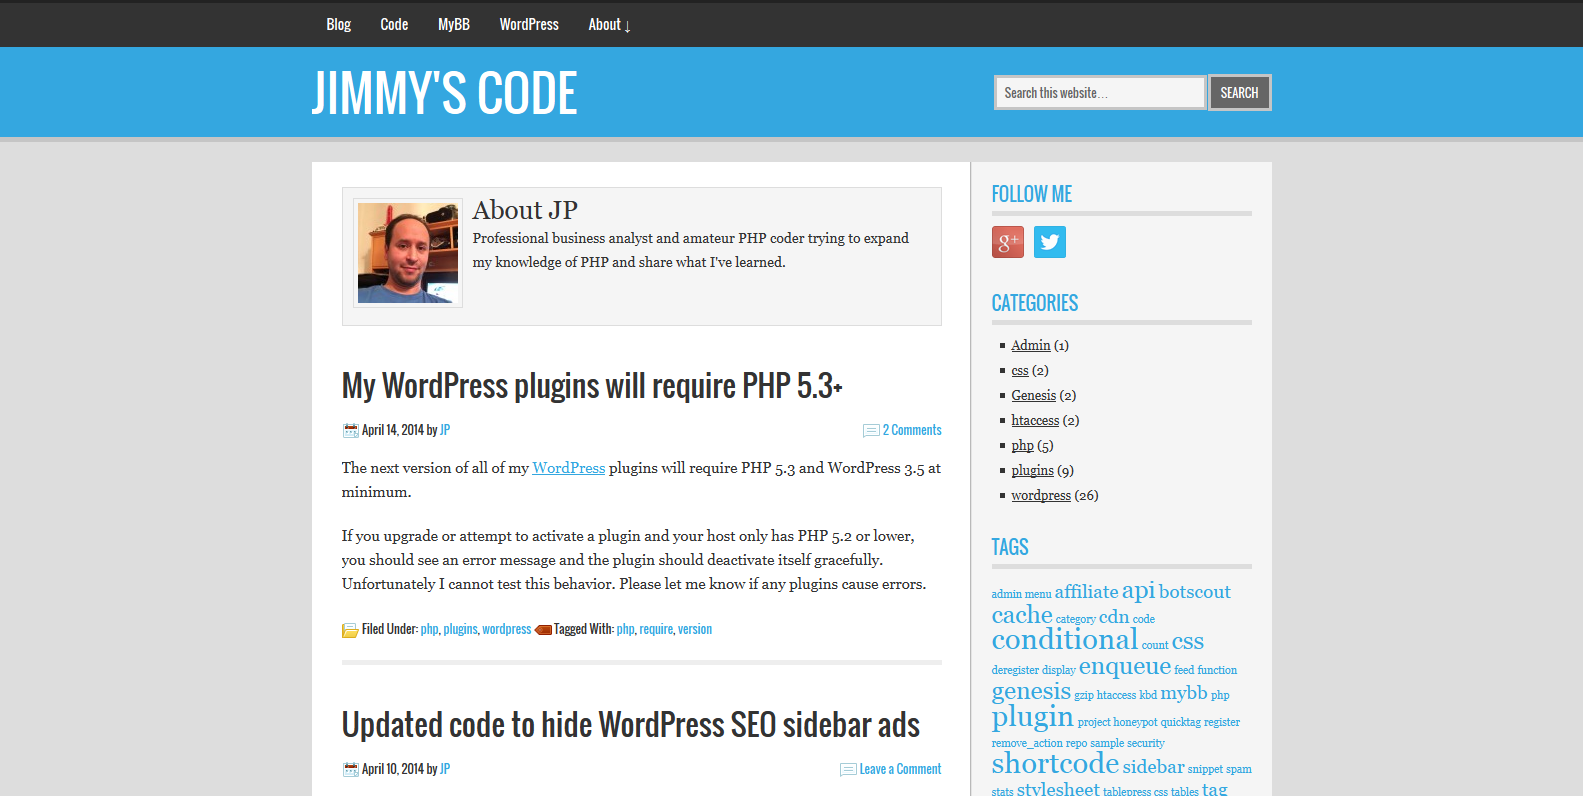 Blog Code MyBB WordPress About ↓
JIMMY'S CODE
Search this website… SEARCH
About JP
Professional business analyst and amateur PHP coder trying to expand
my knowledge of PHP and share what I've learned.
My WordPress plugins will require PHP 5.3+
April 14, 2014 by JP 2 Comments
The next version of all of my WordPress plugins will require PHP 5.3 and WordPress 3.5 at
minimum.
If you upgrade or attempt to activate a plugin and your host only has PHP 5.2 or lower,
you should see an error message and the plugin should deactivate itself gracefully.
Unfortunately I cannot test this behavior. Please let me know if any plugins cause errors.
Filed Under: php, plugins, wordpress Tagged With: php, require, version
Updated code to hide WordPress SEO sidebar ads
April 10, 2014 by JP Leave a Comment
FOLLOW ME
g+
CATEGORIES
Admin (1)
css (2)
Genesis (2)
htaccess (2)
php (5)
plugins (9)
wordpress (26)
TAGS
admin menu affiliate api botscout
cache category cdn code
conditional count css
deregister display enqueue feed function
genesis gzip htaccess kbd mybb php
plugin project honeypot quicktag register
remove_action repo sample security
shortcode sidebar snippet spam
stats stylesheet tablepress css tables tag